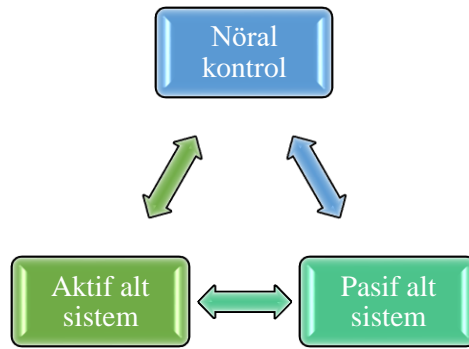 Nöral
kontrol
Aktif alt
sistem
Pasif alt
sistem